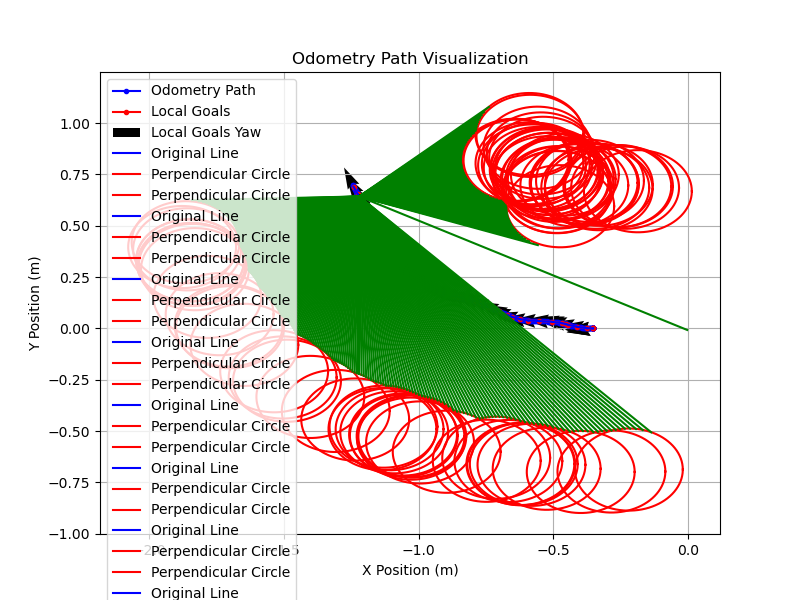 Odometry Path Visualization
Y Position (m)
1.00
0.75
0.50
0.25
0.00
−0.25
−0.50
−0.75
−1.00
Odometry Path
Local Goals
Local Goals Yaw
Original Line
Perpendicular Circle
Perpendicular Circle
Original Line
Perpendicular Circle
Perpendicular Circle
Original Line
Perpendicular Circle
Perpendicular Circle
Original Line
Perpendicular Circle
Perpendicular Circle
Original Line
Perpendicular Circle
Perpendicular Circle
Original Line
Perpendicular Circle
Perpendicular Circle
Original Line
Perpendicular Circle
Perpendicular Circle
Original Line
−1.0
−0.5
0.0
X Position (m)